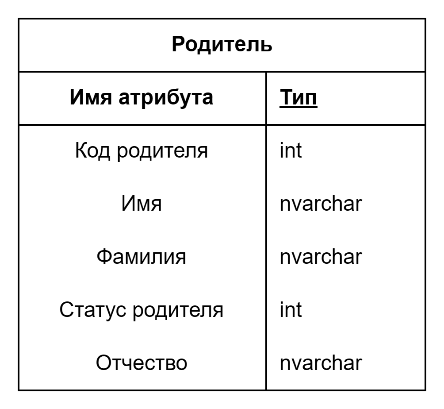 Родитель
Имя атрибута Тип
Код родителя int
Имя nvarchar
Фамилия nvarchar
Статус родителя int
Отчество nvarchar